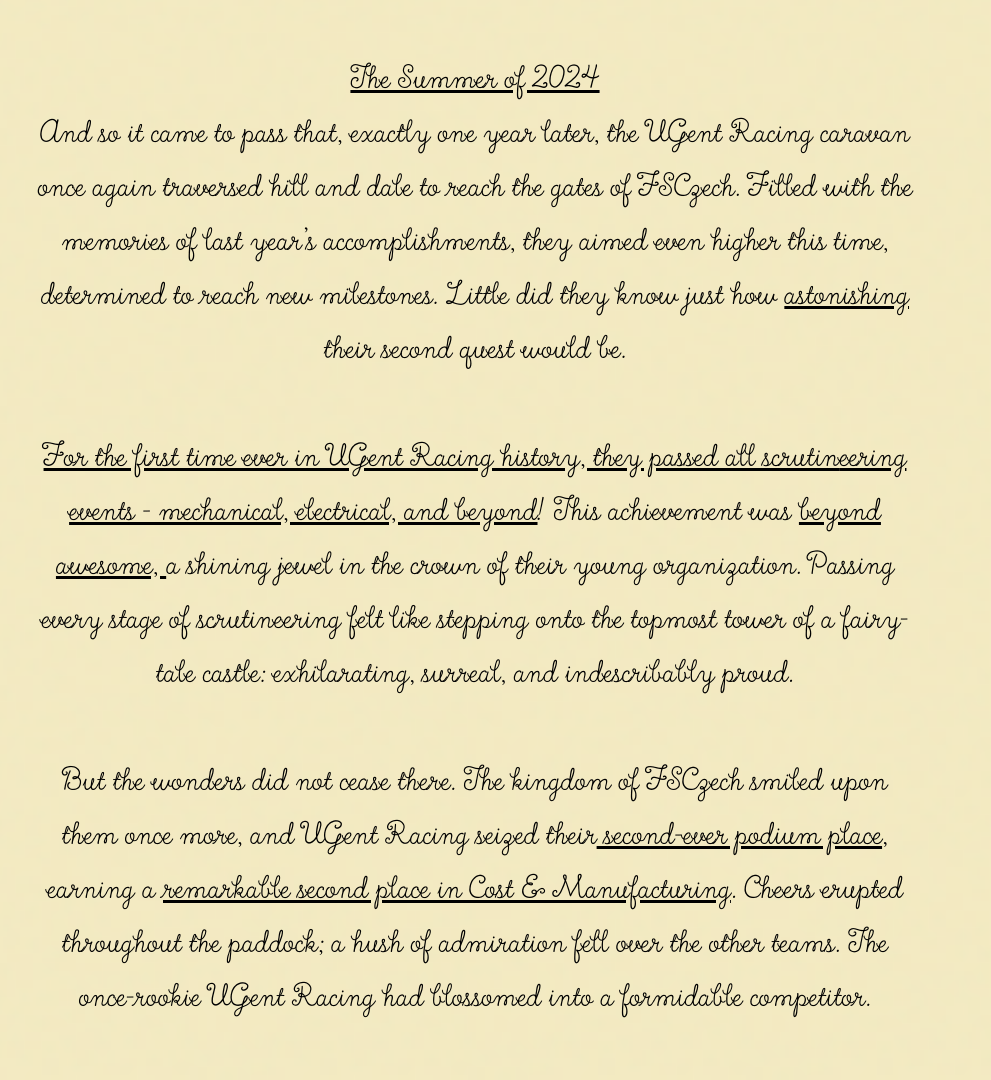 The Summer of 2024
And so it came to pass that, exactly one year later, the UGent Racing caravan
once again traversed hill and dale to reach the gates of FSCzech. Filled with the
memories of last year's accomplishments, they aimed even higher this time,
determined to reach new milestones. Little did they know just how astonishing
their second quest would be.
For the first time ever in UGent Racing history, they passed all scrutineering
events - mechanical, electrical, and beyond! This achievement was beyond
awesome, a shining jewel in the crown of their young organization. Passing
every stage of scrutineering felt like stepping onto the topmost tower of a fairy-
tale castle: exhilarating, surreal, and indescribably proud.
But the wonders did not cease there. The kingdom of FSCzech smiled upon
them once more, and UGent Racing seized their second-ever podium place,
earning a remarkable second place in Cost & Manufacturing. Cheers erupted
throughout the paddock; a hush of admiration fell over the other teams. The
once-rookie UGent Racing had blossomed into a formidable competitor.